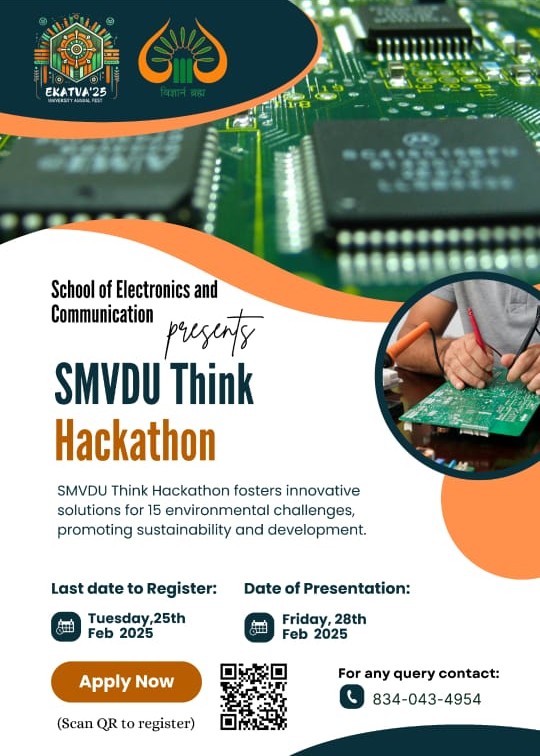 EKATVA'25
UNIVERSITY ANNUAL FEST
विज्ञानं ब्रह्म
School of Electronics and
Communication
presents
SMVDU Think
Hackathon
SMVDU Think Hackathon fosters innovative
solutions for 15 environmental challenges,
promoting sustainability and development.
Last date to Register:
Tuesday,25th
Feb 2025
Date of Presentation:
Friday, 28th
Feb 2025
Apply Now
(Scan QR to register)
For any query contact:
834-043-4954